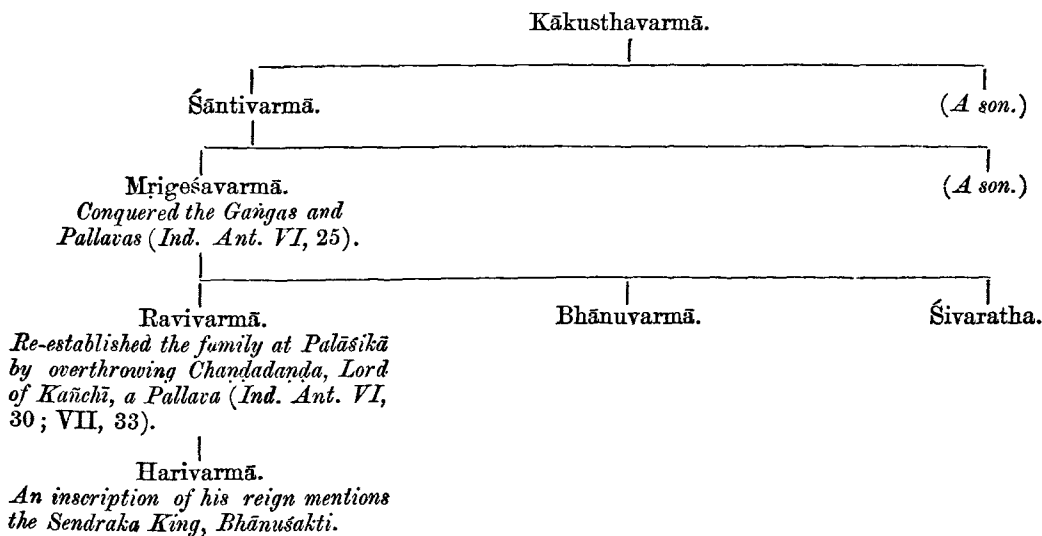 Kākusthavarmā.
Śāntivarmā. (A son.)
Mṛigeśavarmā. (A son.)
Conquered the Gaṅgas and
Pallavas (Ind. Ant. VI, 25).
Ravivarmā. Bhānuvarmā. Śivaratha.
Re-established the family at Palāśikā
by overthrowing Chaṇḍadaṇḍa, Lord
of Kañchī, a Pallava (Ind. Ant. VI,
30; VII, 33).
Harivarmā.
An inscription of his reign mentions
the Sendraka King, Bhānuśakti.